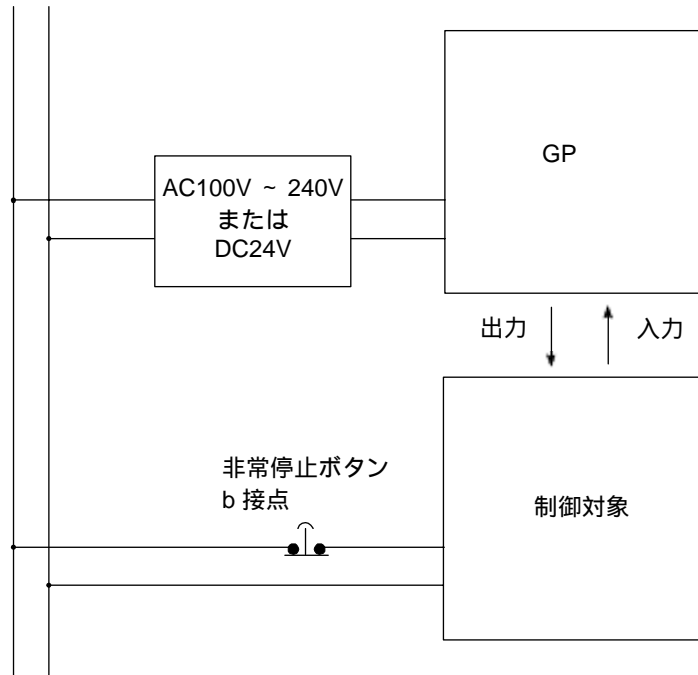 GP
AC100V ~ 240V
または
DC24V
出力
入力
非常停止ボタン
b 接点
制御対象